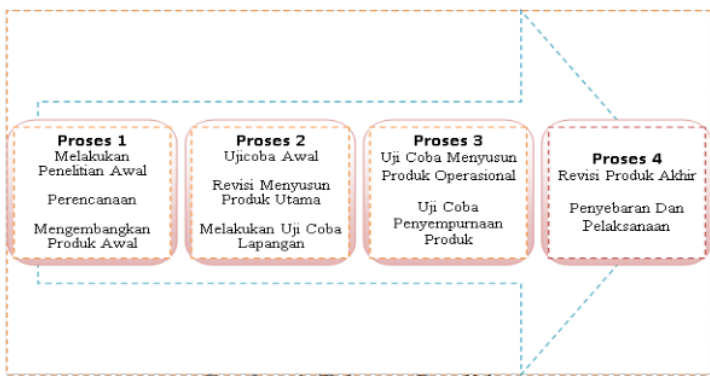 Proses 1
Melakukan
Penelitian Awal
Perencanaan
Mengembangkan
Produk Awal
Proses 2
Ujicoba Awal
Revisi Menyusun
Produk Utama
Melakukan Uji Coba
Lapangan
Proses 3
Uji Coba Menyusun
Produk Operasional
Uji Coba
Penyempurnaan
Produk
Proses 4
Revisi Produk Akhir
Penyebaran Dan
Pelaksanaan